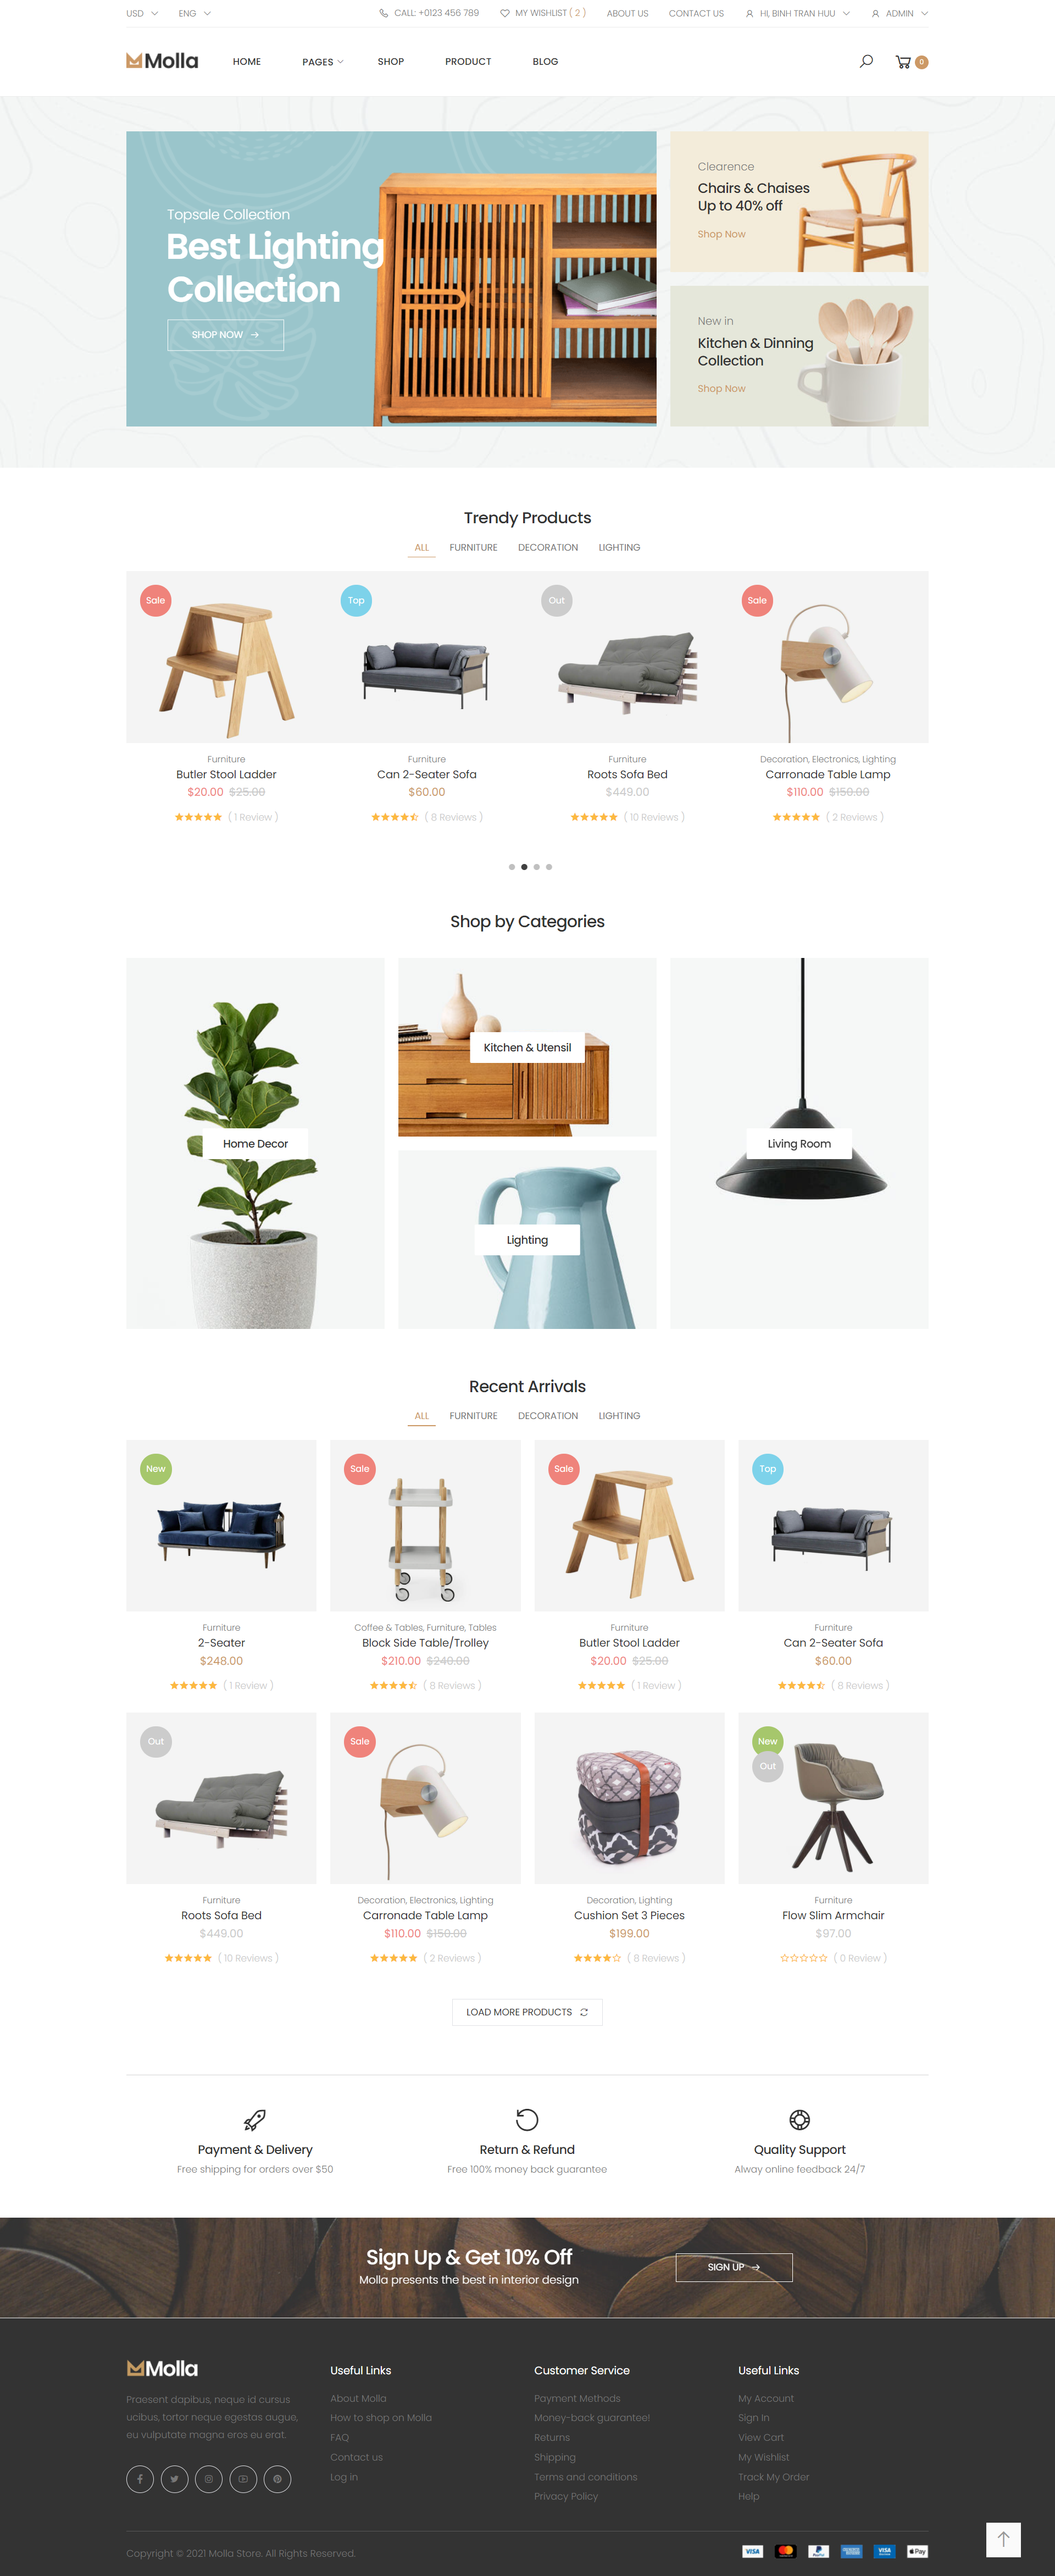 USD ENG CALL: +0123 456 789 MY WISHLIST ( 2 ) ABOUT US CONTACT US HI, BINH TRAN HUU ADMIN
Molla HOME PAGES SHOP PRODUCT BLOG 0
Topsale Collection
Best Lighting
Collection
SHOP NOW
Clearence
Chairs & Chaises
Up to 40% off
Shop Now
New in
Kitchen & Dinning
Collection
Shop Now
Trendy Products
ALL FURNITURE DECORATION LIGHTING
Sale Top Out Sale
Furniture Furniture Furniture Decoration, Electronics, Lighting
Butler Stool Ladder Can 2-Seater Sofa Roots Sofa Bed Carronade Table Lamp
$20.00 $25.00 $60.00 $449.00 $110.00 $150.00
( 1 Review ) ( 8 Reviews ) ( 10 Reviews ) ( 2 Reviews )
Shop by Categories
Home Decor
Kitchen & Utensil
Lighting
Living Room
Recent Arrivals
ALL FURNITURE DECORATION LIGHTING
New Sale Sale Top
Furniture Coffee & Tables, Furniture, Tables Furniture Furniture
2-Seater Block Side Table/Trolley Butler Stool Ladder Can 2-Seater Sofa
$248.00 $210.00 $240.00 $20.00 $25.00 $60.00
( 1 Review ) ( 8 Reviews ) ( 1 Review ) ( 8 Reviews )
Out Sale New
Out
Furniture Decoration, Electronics, Lighting Decoration, Lighting Furniture
Roots Sofa Bed Carronade Table Lamp Cushion Set 3 Pieces Flow Slim Armchair
$449.00 $110.00 $150.00 $199.00 $97.00
( 10 Reviews ) ( 2 Reviews ) ( 8 Reviews ) ( 0 Review )
LOAD MORE PRODUCTS
Payment & Delivery Return & Refund Quality Support
Free shipping for orders over $50 Free 100% money back guarantee Alway online feedback 24/7
Sign Up & Get 10% Off
Molla presents the best in interior design
SIGN UP
Molla
Praesent dapibus, neque id cursus
ucibus, tortor neque egestas augue,
eu vulputate magna eros eu erat.
Useful Links
About Molla
How to shop on Molla
FAQ
Contact us
Log in
Customer Service
Payment Methods
Money-back guarantee!
Returns
Shipping
Terms and conditions
Privacy Policy
Useful Links
My Account
Sign In
View Cart
My Wishlist
Track My Order
Help
Copyright © 2021 Molla Store. All Rights Reserved.
VISA PayPal VISA Pay